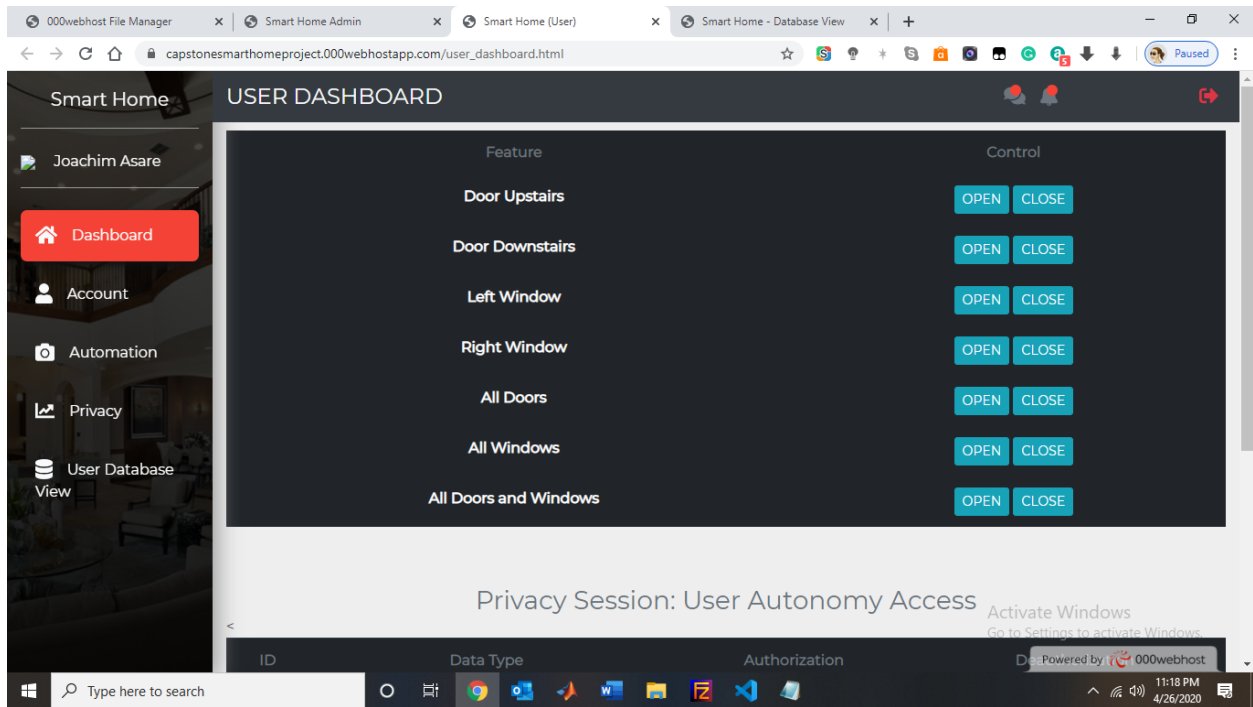 000webhost File Manager
Smart Home Admin
Smart Home (User)
Smart Home - Database View
capstonesmarthomeproject.000webhostapp.com/user_dashboard.html
Paused
Smart Home
USER DASHBOARD
Joachim Asare
Dashboard
Account
Automation
Privacy
User Database
View
Feature Control
Door Upstairs OPEN CLOSE
Door Downstairs OPEN CLOSE
Left Window OPEN CLOSE
Right Window OPEN CLOSE
All Doors OPEN CLOSE
All Windows OPEN CLOSE
All Doors and Windows OPEN CLOSE
Privacy Session: User Autonomy Access
<
Activate Windows
Go to Settings to activate Windows.
ID Data Type Authorization
Powered by 000webhost
Type here to search
11:18 PM
4/26/2020